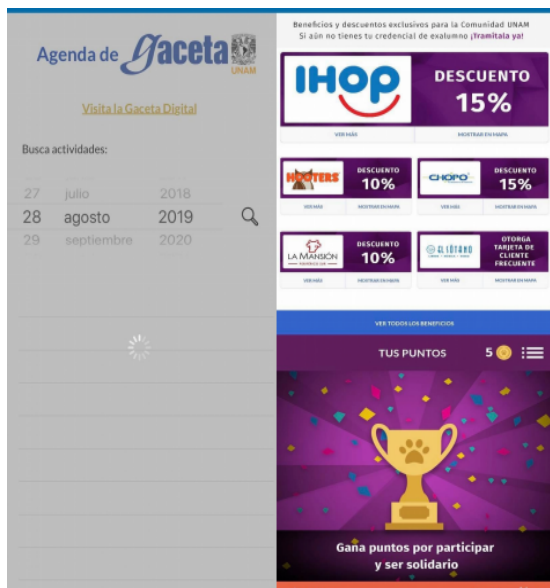 Agenda de Gaceta
UNAM
Visita la Gaceta Digital
Busca actividades:
27 julio 2018
28 agosto 2019
29 septiembre 2020
Beneficios y descuentos exclusivos para la Comunidad UNAM
Si aún no tienes tu credencial de exalumno ¡Tramítala ya!
IHOP
DESCUENTO
15%
VER MÁS
MOSTRAR EN MAPA
HOOTERS
DESCUENTO
10%
VER MÁS
MOSTRAR EN MAPA
CHOPO
DESCUENTO
15%
VER MÁS
MOSTRAR EN MAPA
LA MANSIÓN
DESCUENTO
10%
VER MÁS
MOSTRAR EN MAPA
EL SÓTANO
OTORGA
TARJETA DE
CLIENTE
FRECUENTE
VER MÁS
MOSTRAR EN MAPA
VER TODOS LOS BENEFICIOS
TUS PUNTOS
5
Gana puntos por participar
y ser solidario